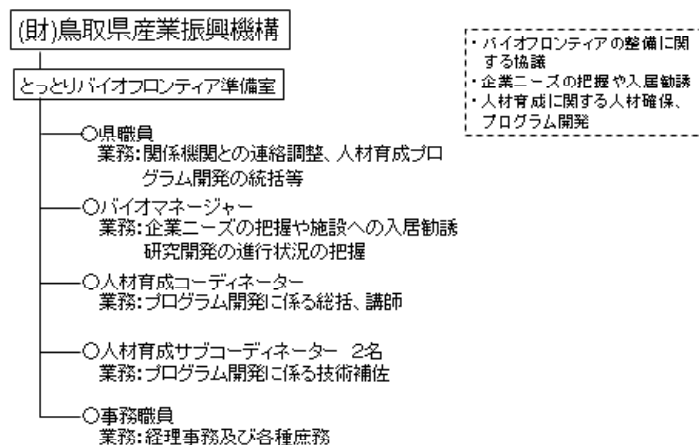 (財)鳥取県産業振興機構
とっとりバイオフロンティア準備室
・バイオフロンティアの整備に関
する協議
・企業ニーズの把握や入居勧誘
・人材育成に関する人材確保、
プログラム開発
○県職員
業務:関係機関との連絡調整、人材育成プロ
グラム開発の統括等
○バイオマネージャー
業務:企業ニーズの把握や施設への入居勧誘
研究開発の進行状況の把握
○人材育成コーディネーター
業務:プログラム開発に係る総括、講師
○人材育成サブコーディネーター 2名
業務:プログラム開発に係る技術補佐
○事務職員
業務:経理事務及び各種庶務